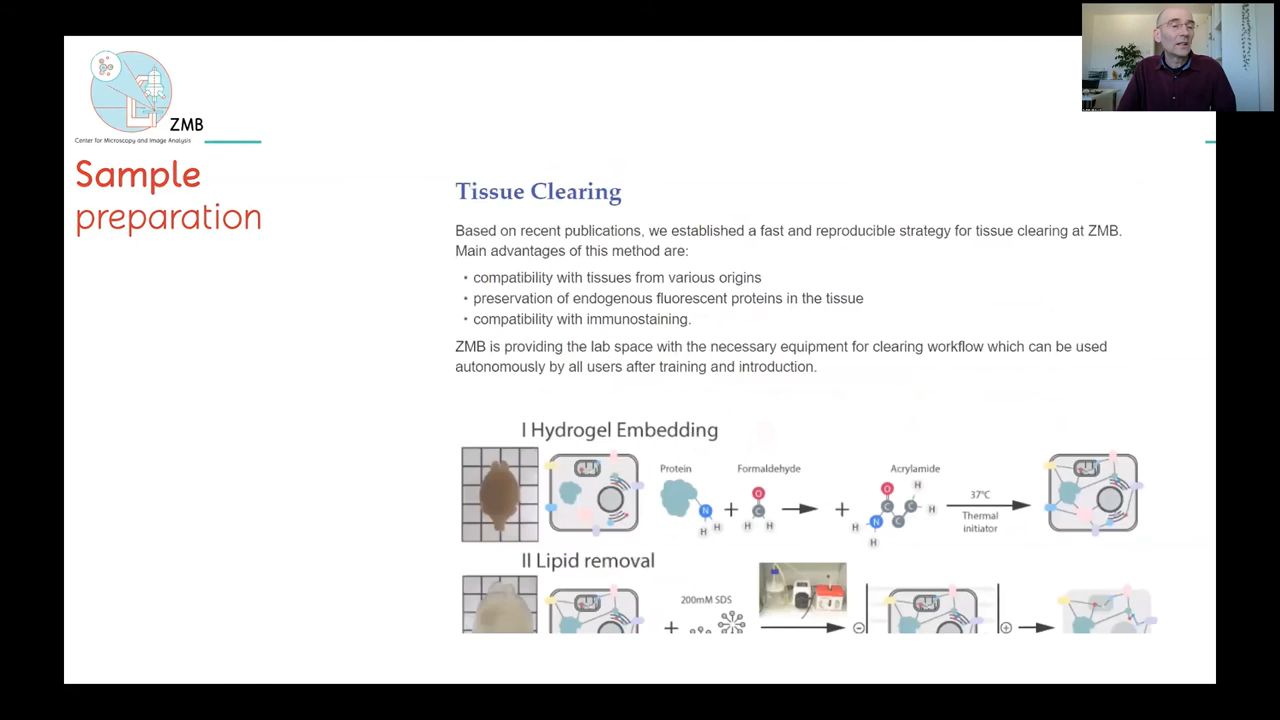 ZMB
Center for Microscopy and Image Analysis
Sample
preparation
Tissue Clearing
Based on recent publications, we established a fast and reproducible strategy for tissue clearing at ZMB.
Main advantages of this method are:
• compatibility with tissues from various origins
• preservation of endogenous fluorescent proteins in the tissue
• compatibility with immunostaining.
ZMB is providing the lab space with the necessary equipment for clearing workflow which can be used
autonomously by all users after training and introduction.
I Hydrogel Embedding
Protein
Formaldehyde
Acrylamide
N
H
H
+
O
C
H
H
+
O
H
C
C
H
C
H
N
H
37°C
Thermal
initiator
II Lipid removal
200mM SDS
+
-
+